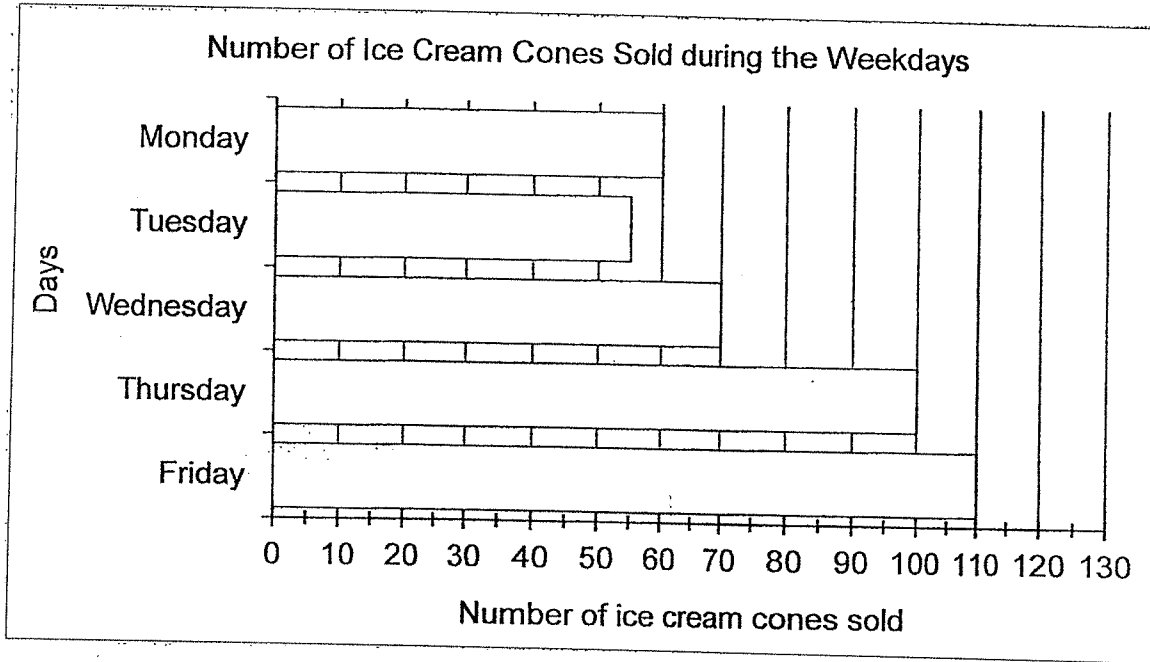 Number of Ice Cream Cones Sold during the Weekdays
Monday
Tuesday
Wednesday
Thursday
Friday
Days
0 10 20 30 40 50 60 70 80 90 100 110 120 130
Number of ice cream cones sold